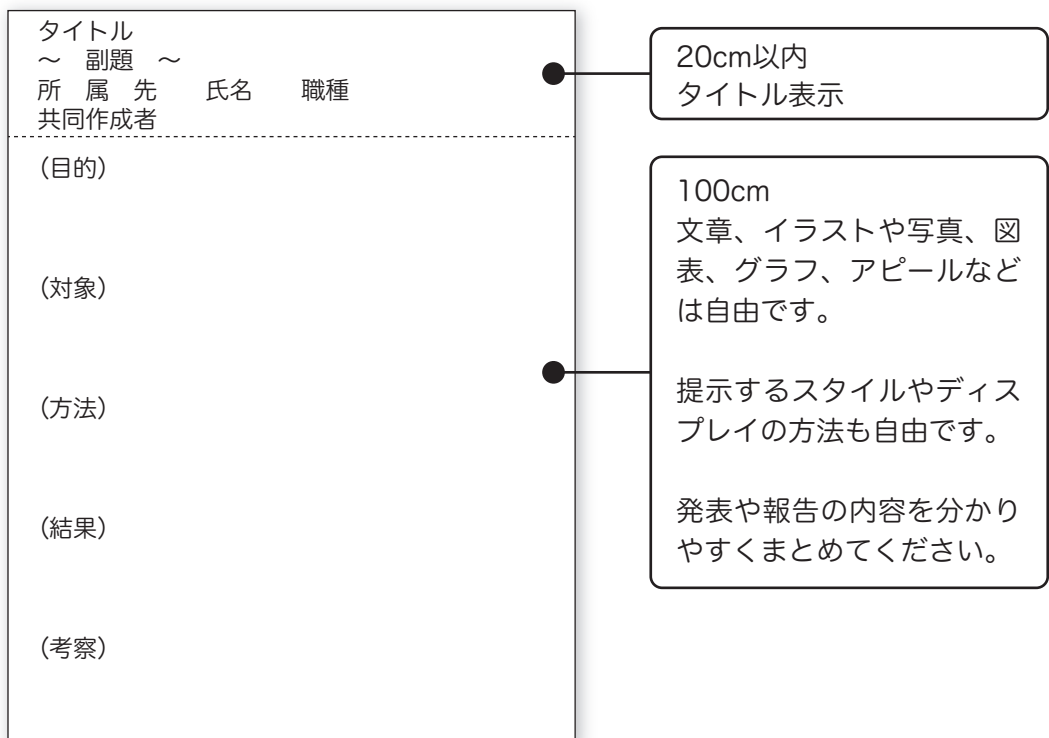 タイトル
～　副題　～
所　属　先　　氏名　　職種
共同作成者
（目的）
（対象）
（方法）
（結果）
（考察）
20cm以内
タイトル表示
100cm
文章、イラストや写真、図
表、グラフ、アピールなど
は自由です。
提示するスタイルやディス
プレイの方法も自由です。
発表や報告の内容を分かり
やすくまとめてください。